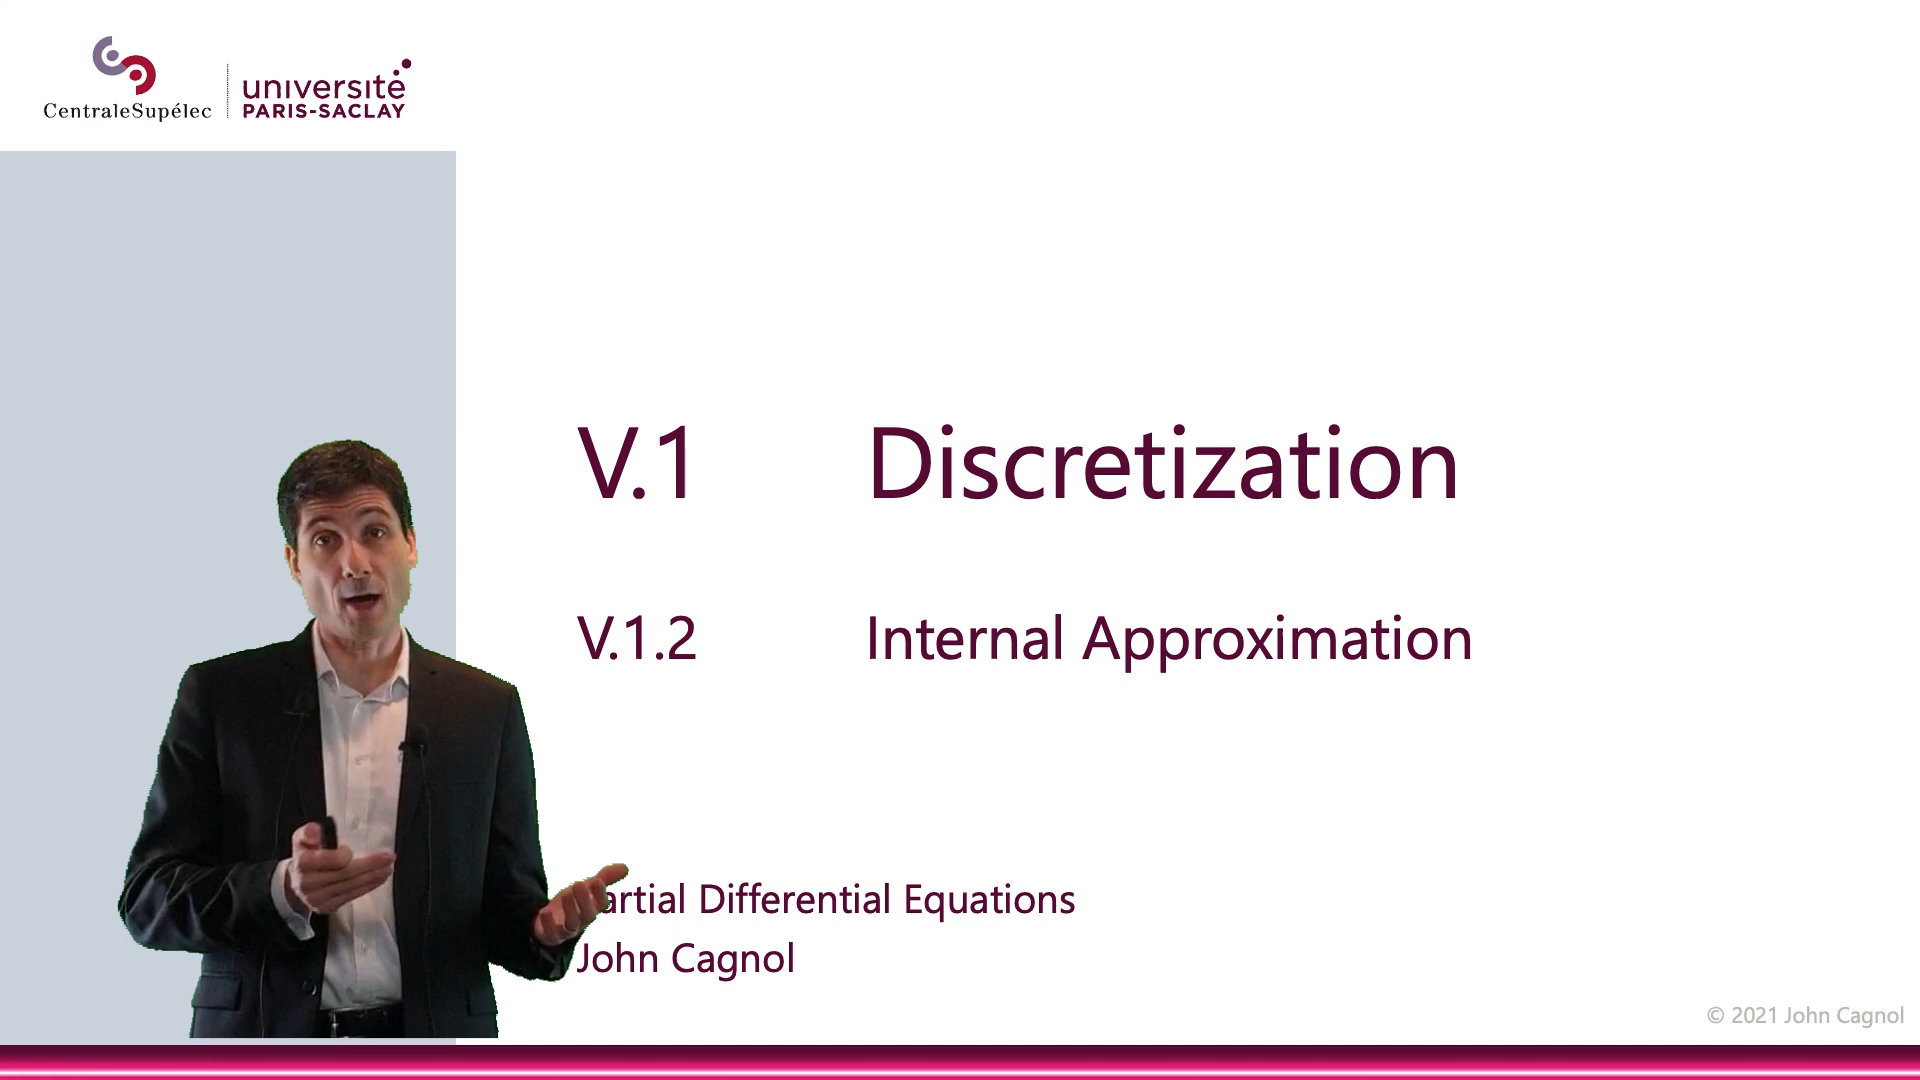 CentraleSupélec
université
PARIS-SACLAY
V.1 Discretization
V.1.2 Internal Approximation
artial Differential Equations
John Cagnol
© 2021 John Cagnol